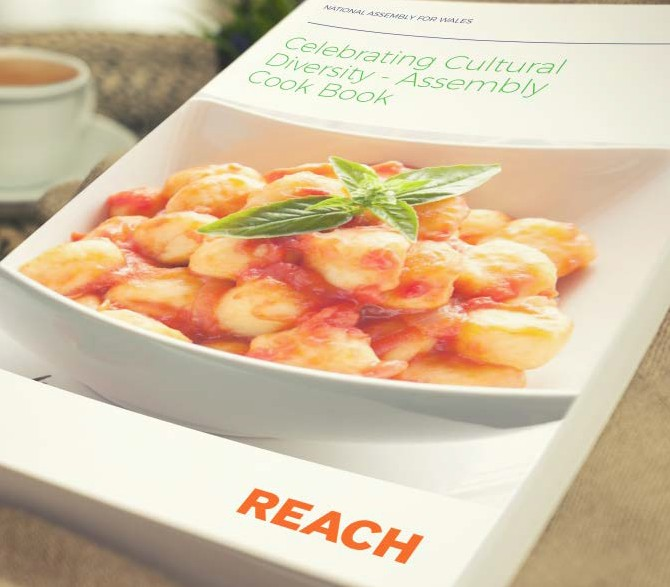 NATIONAL ASSEMBLY FOR WALES
Celebrating Cultural
Diversity - Assembly
Cook Book
REACH